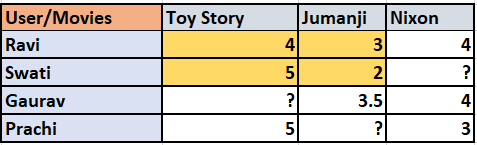 User/Movies Toy Story Jumanji Nixon
Ravi 4 3 4
Swati 5 2 ?
Gaurav ? 3.5 4
Prachi 5 ? 3